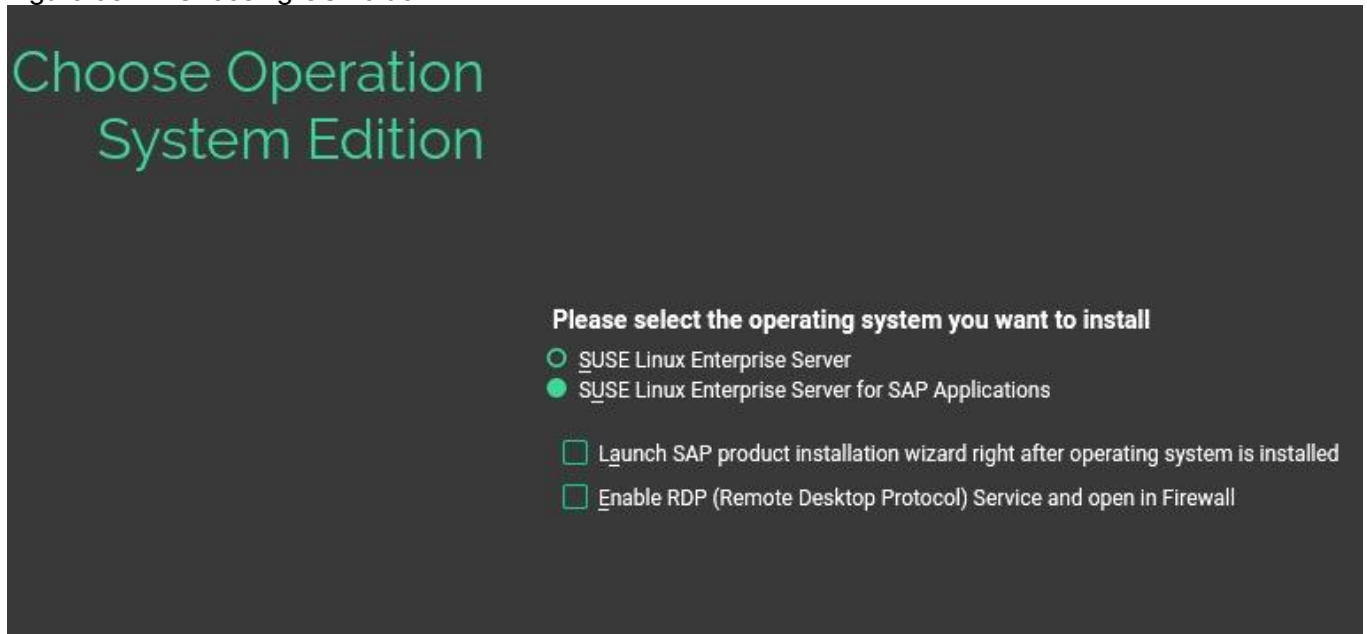 Choose Operation
System Edition
Please select the operating system you want to install
SUSE Linux Enterprise Server
SUSE Linux Enterprise Server for SAP Applications
Launch SAP product installation wizard right after operating system is installed
Enable RDP (Remote Desktop Protocol) Service and open in Firewall